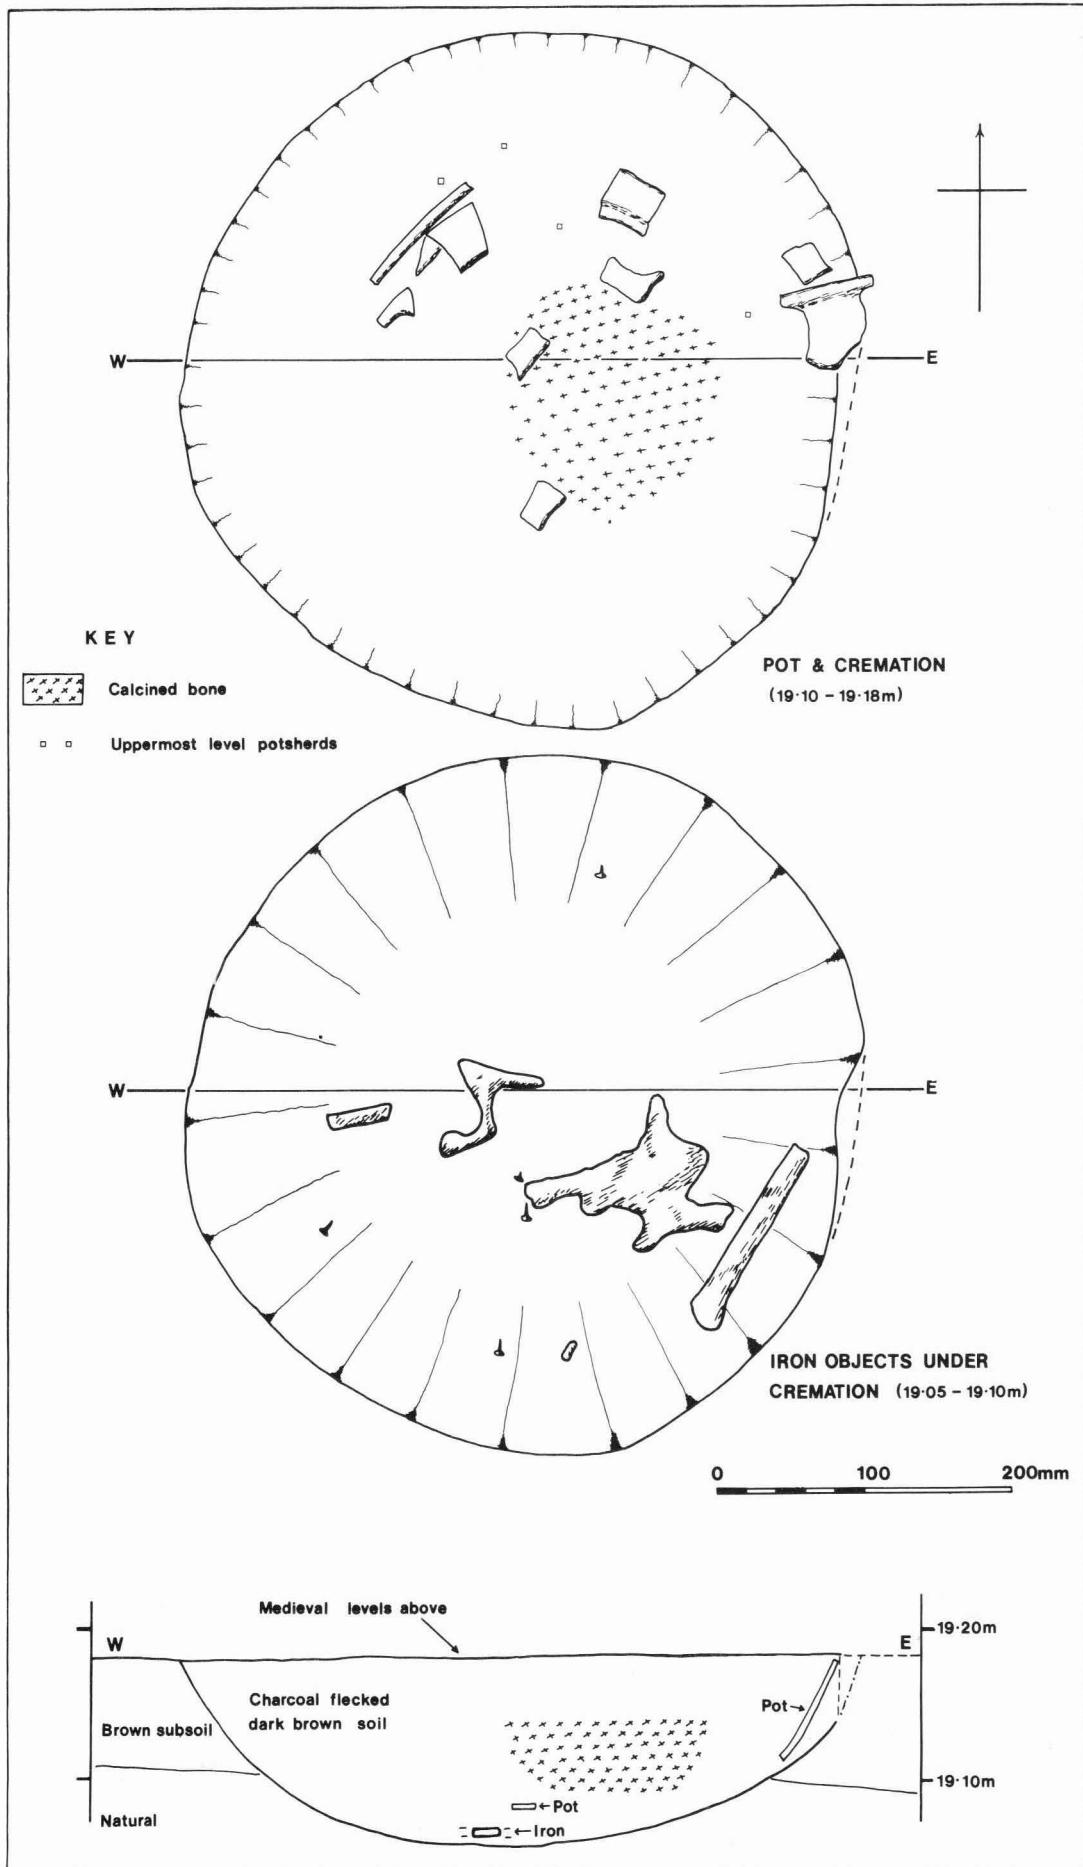 W
E
KEY
Calcined bone
Uppermost level potsherds
POT & CREMATION
(19·10 – 19·18m)
W
E
IRON OBJECTS UNDER
CREMATION (19·05 – 19·10m)
0 100 200mm
Medieval levels above
W
E
19·20m
Charcoal flecked
dark brown soil
Pot
Brown subsoil
19·10m
Pot
Natural
Iron